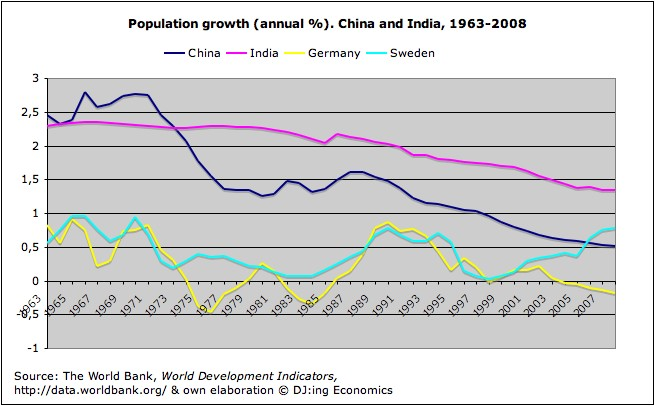 Population growth (annual %). China and India, 1963-2008
China India Germany Sweden
3
2,5
2
1,5
1
0,5
0
-0,5
-1
1963 1965 1967 1969 1971 1973 1975 1977 1979 1981 1983 1985 1987 1989 1991 1993 1995 1997 1999 2001 2003 2005 2007
Source: The World Bank, World Development Indicators,
http://data.worldbank.org/ & own elaboration © DJ:ing Economics